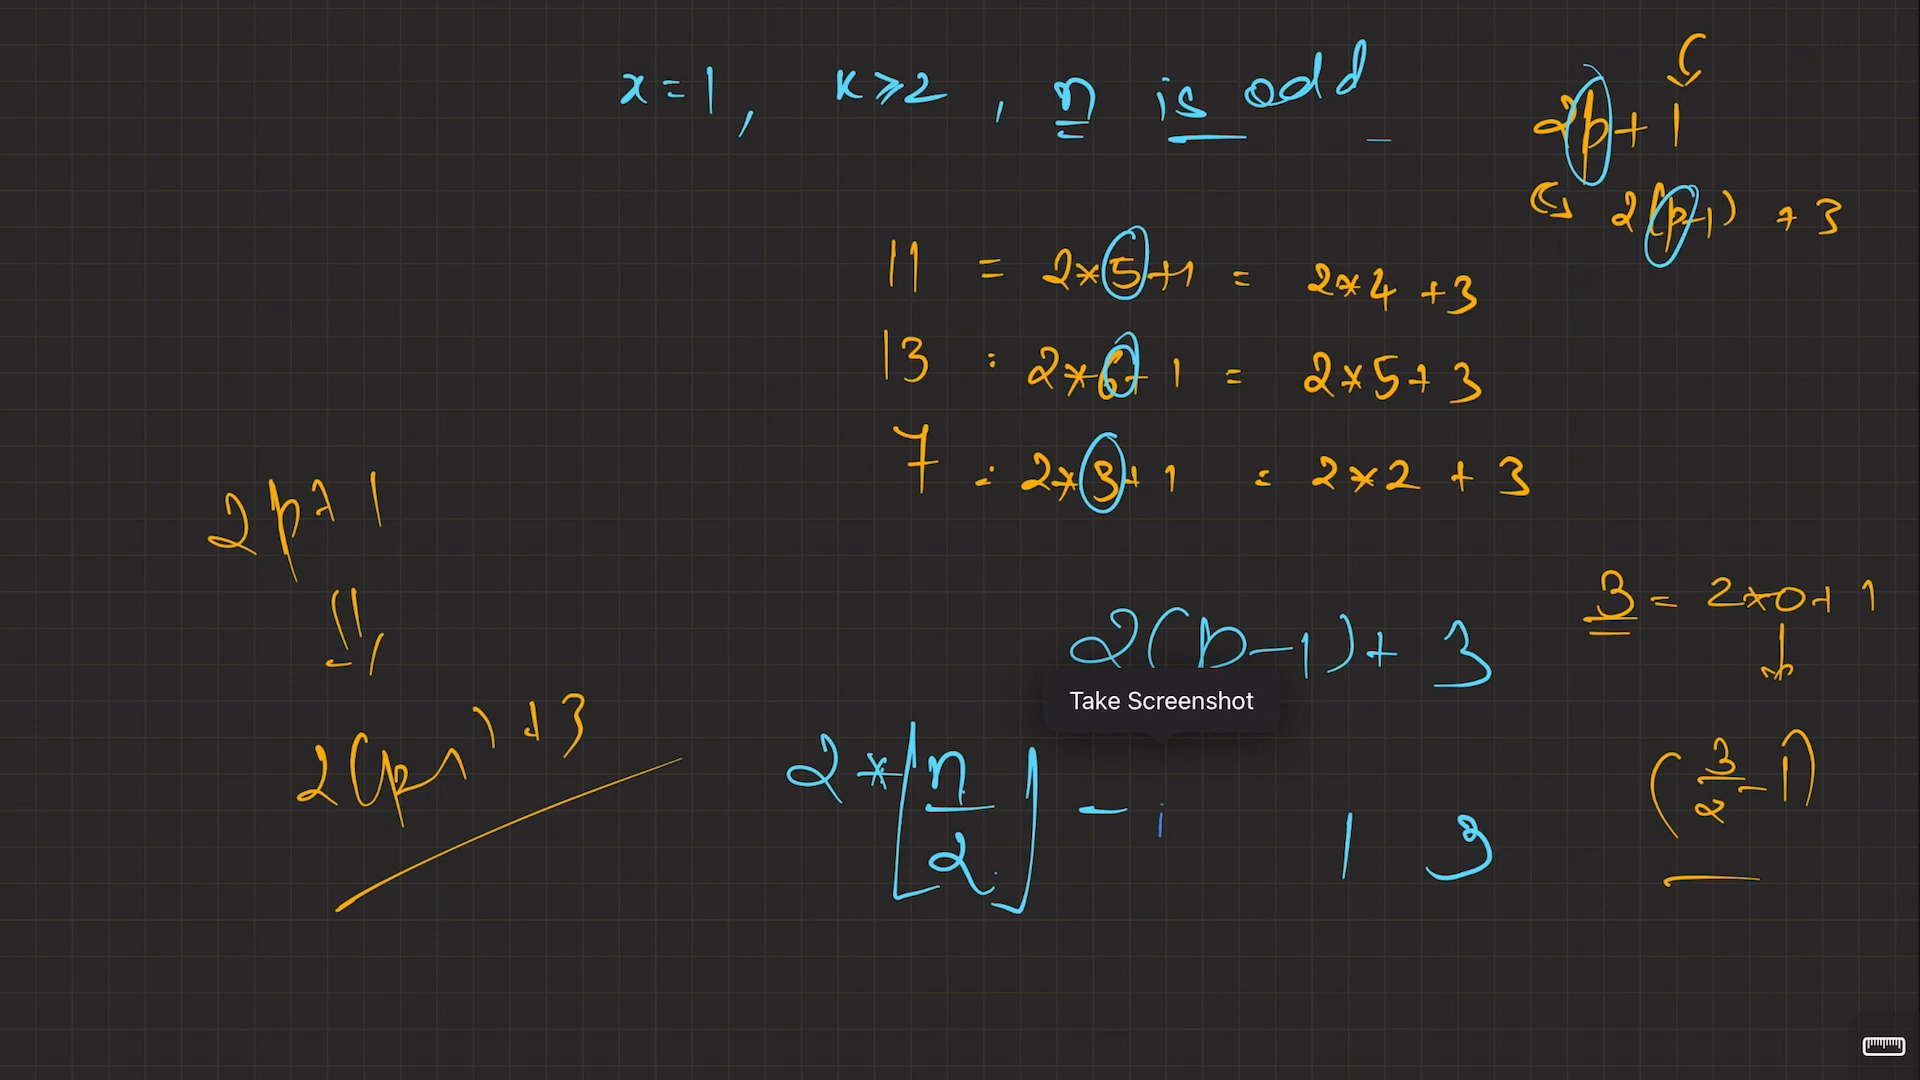 x = 1, k ⩾ 2, n is odd
2p + 1
2(p-1) + 3
11 = 2*5+1 = 2*4 +3
13 : 2*6+1 = 2*5+3
7 : 2*3+1 = 2*2 + 3
2p+1
3 = 2*0+1
2(p-1)+3
Take Screenshot
2(p-1)+3
2*⌊n/2⌋ - 1 3
(3/2-1)